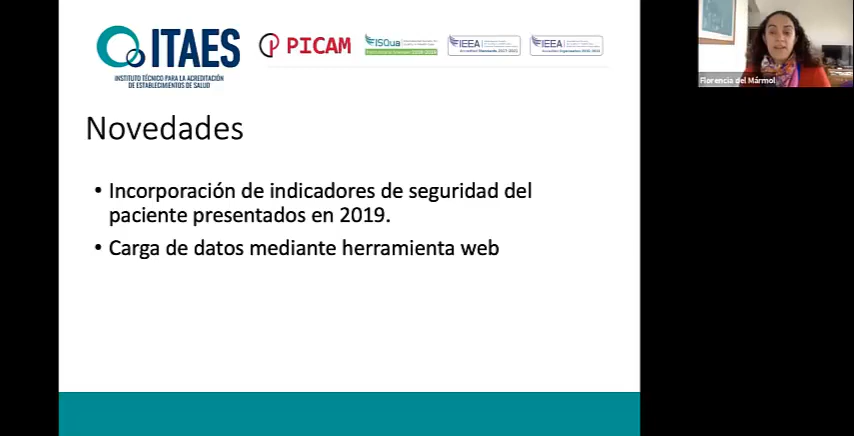 ITAES
INSTITUTO TÉCNICO PARA LA ACREDITACIÓN
DE ESTABLECIMIENTOS DE SALUD
PICAM
ISQua
IEEA
IEEA
Florencia del Mármol
Novedades
• Incorporación de indicadores de seguridad del
paciente presentados en 2019.
• Carga de datos mediante herramienta web